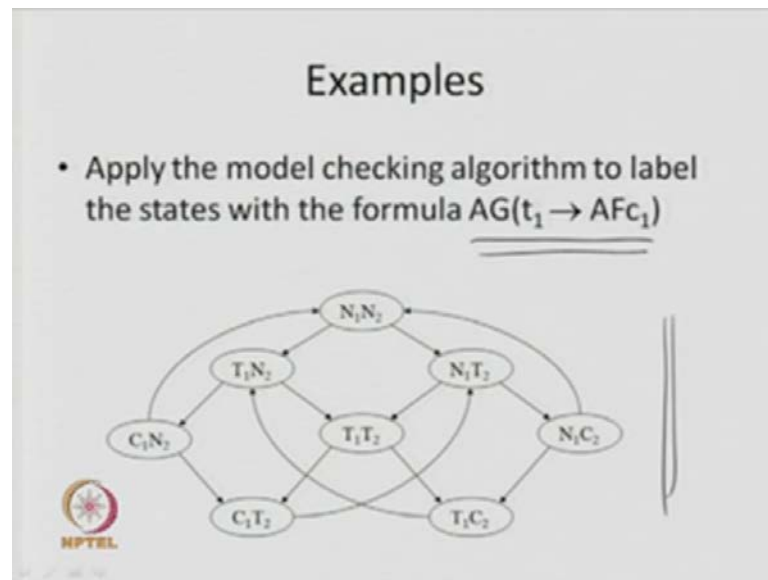 Examples
• Apply the model checking algorithm to label
the states with the formula AG(t₁ → AFc₁)
N₁N₂
T₁N₂ N₁T₂
C₁N₂ T₁T₂ N₁C₂
C₁T₂ T₁C₂
NPTEL